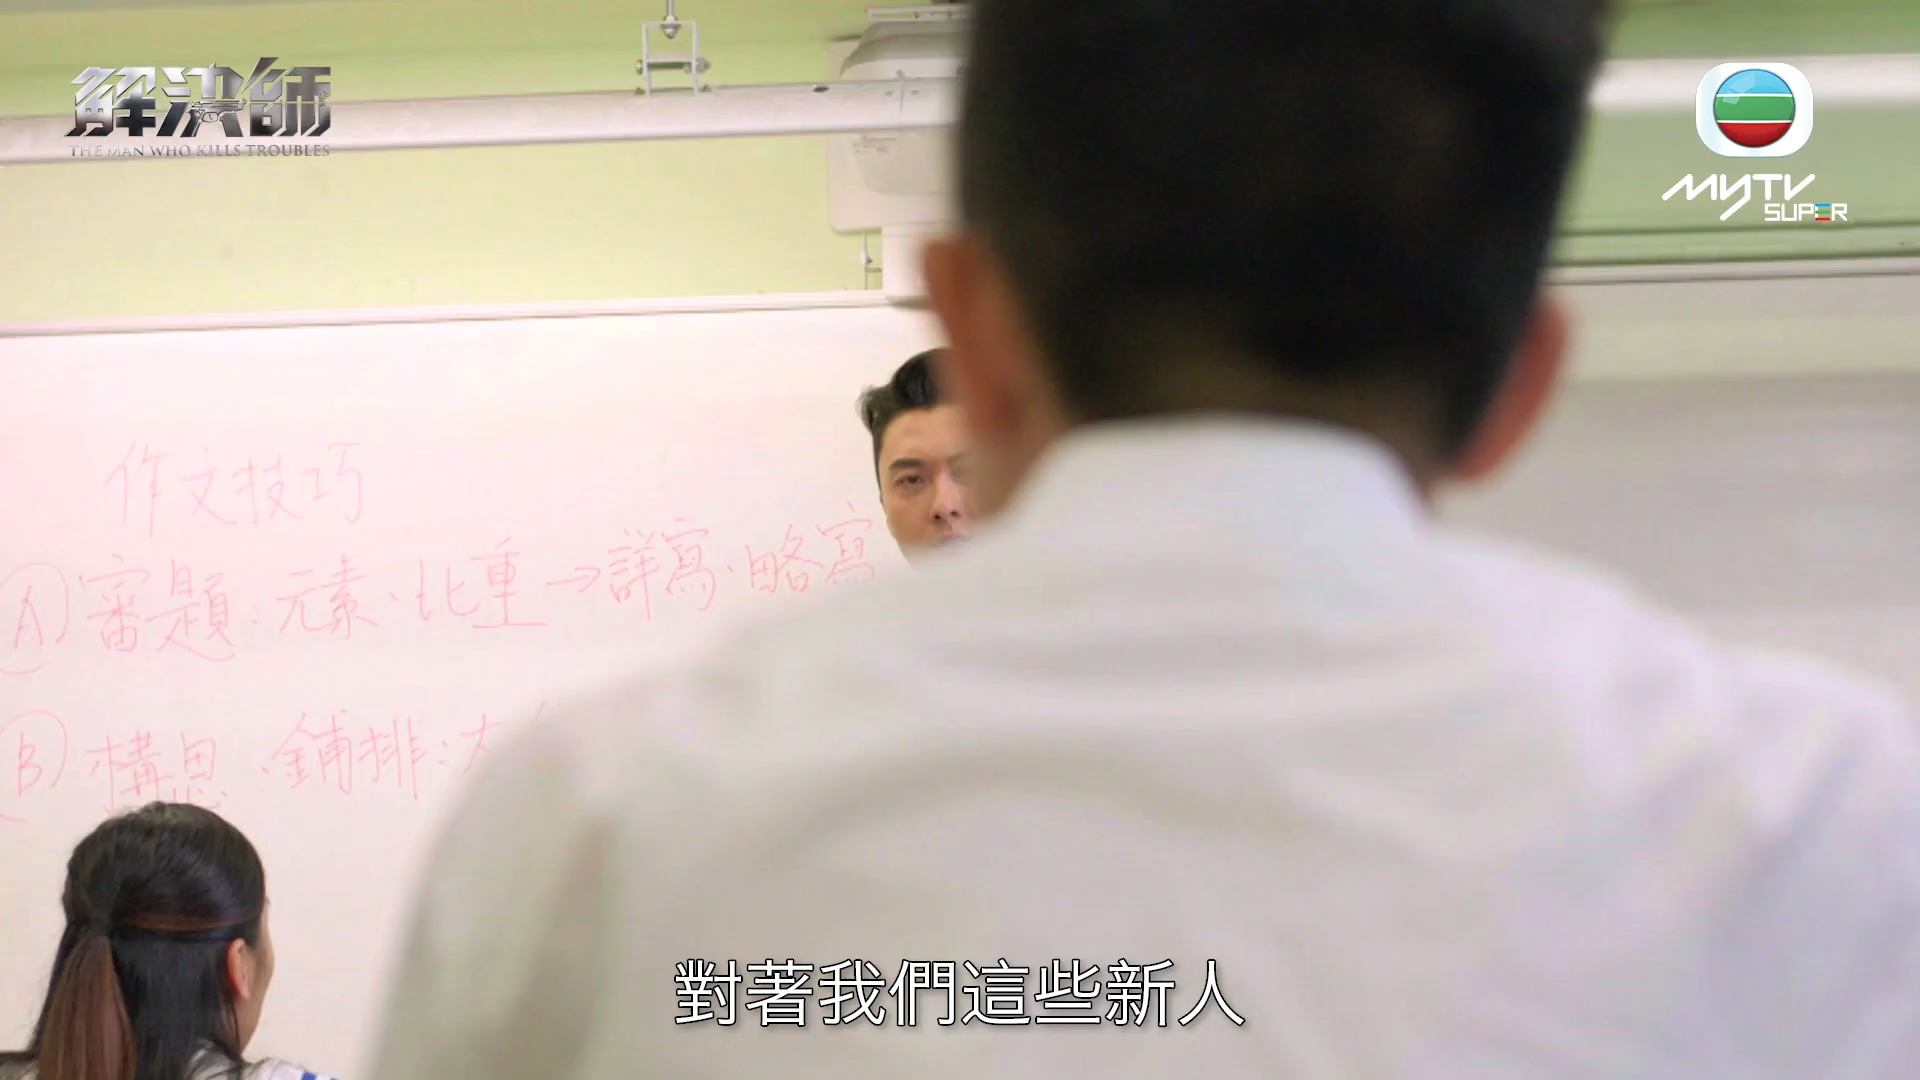 解決師
THE MAN WHO KILLS TROUBLES
myTV
SUPER
作文技巧
A 審題:元素、比重→詳寫、略寫
B 構思、鋪排:大
對著我們這些新人